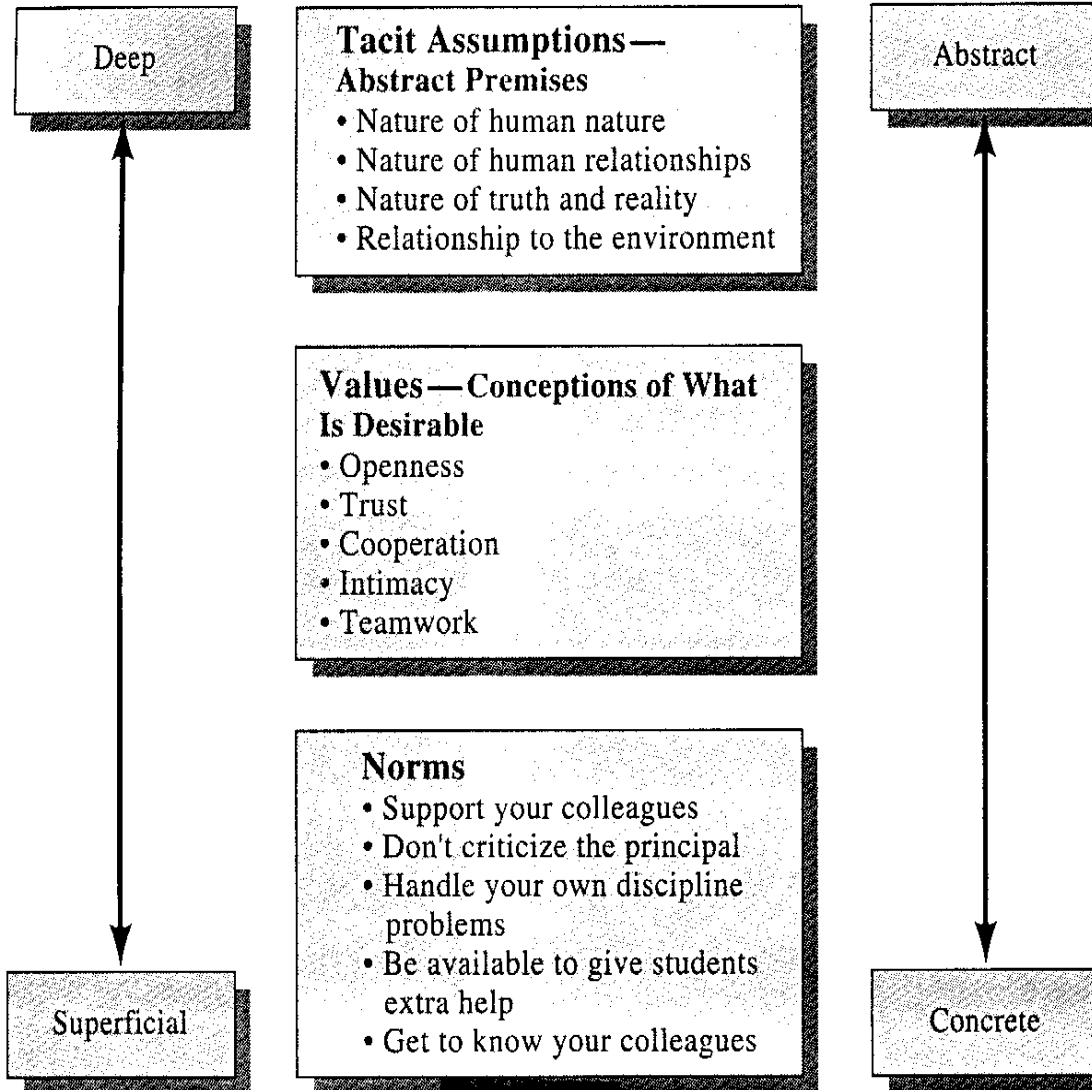 Deep
Tacit Assumptions—
Abstract Premises
• Nature of human nature
• Nature of human relationships
• Nature of truth and reality
• Relationship to the environment
Abstract
Values—Conceptions of What
Is Desirable
• Openness
• Trust
• Cooperation
• Intimacy
• Teamwork
Norms
• Support your colleagues
• Don't criticize the principal
• Handle your own discipline
problems
• Be available to give students
extra help
• Get to know your colleagues
Superficial
Concrete